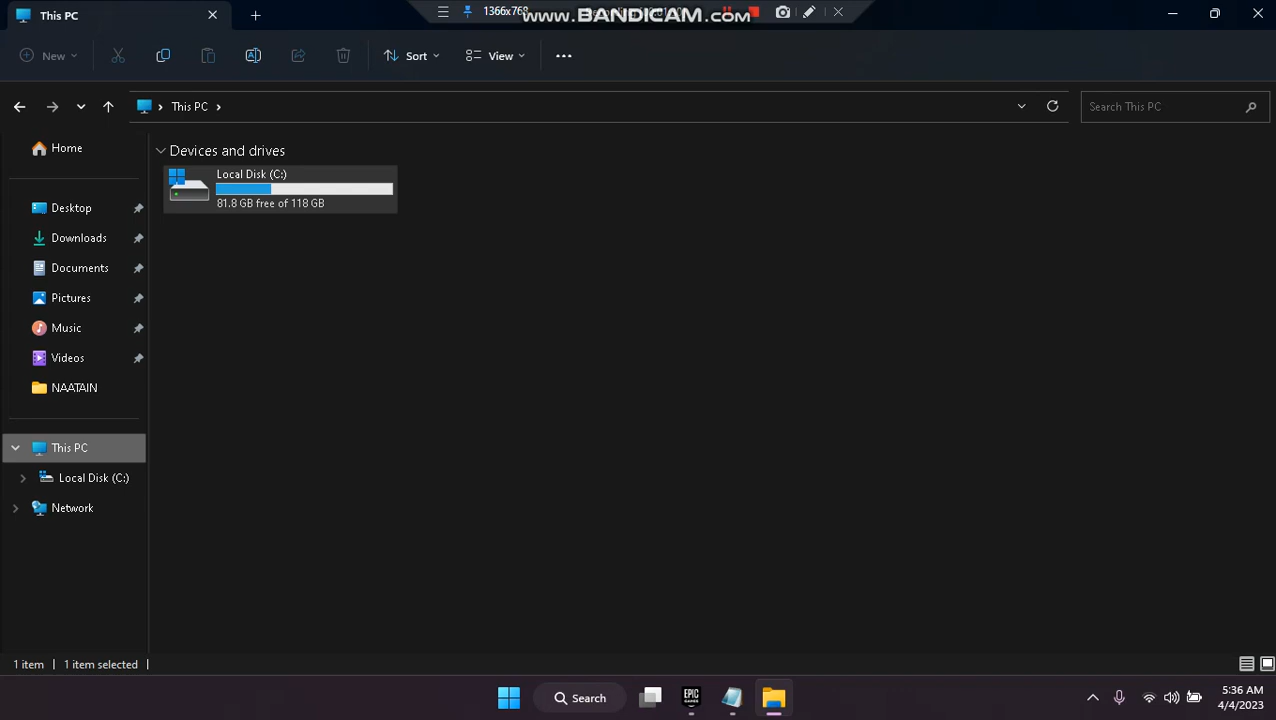 This PC
1366x768
www.BANDICAM.com
New
Sort
View
This PC
Search This PC
Home
Desktop
Downloads
Documents
Pictures
Music
Videos
NAATAIN
This PC
Local Disk (C:)
Network
Devices and drives
Local Disk (C:)
81.8 GB free of 118 GB
1 item
1 item selected
EPIC
GAMES
Search
5:36 AM
4/4/2023